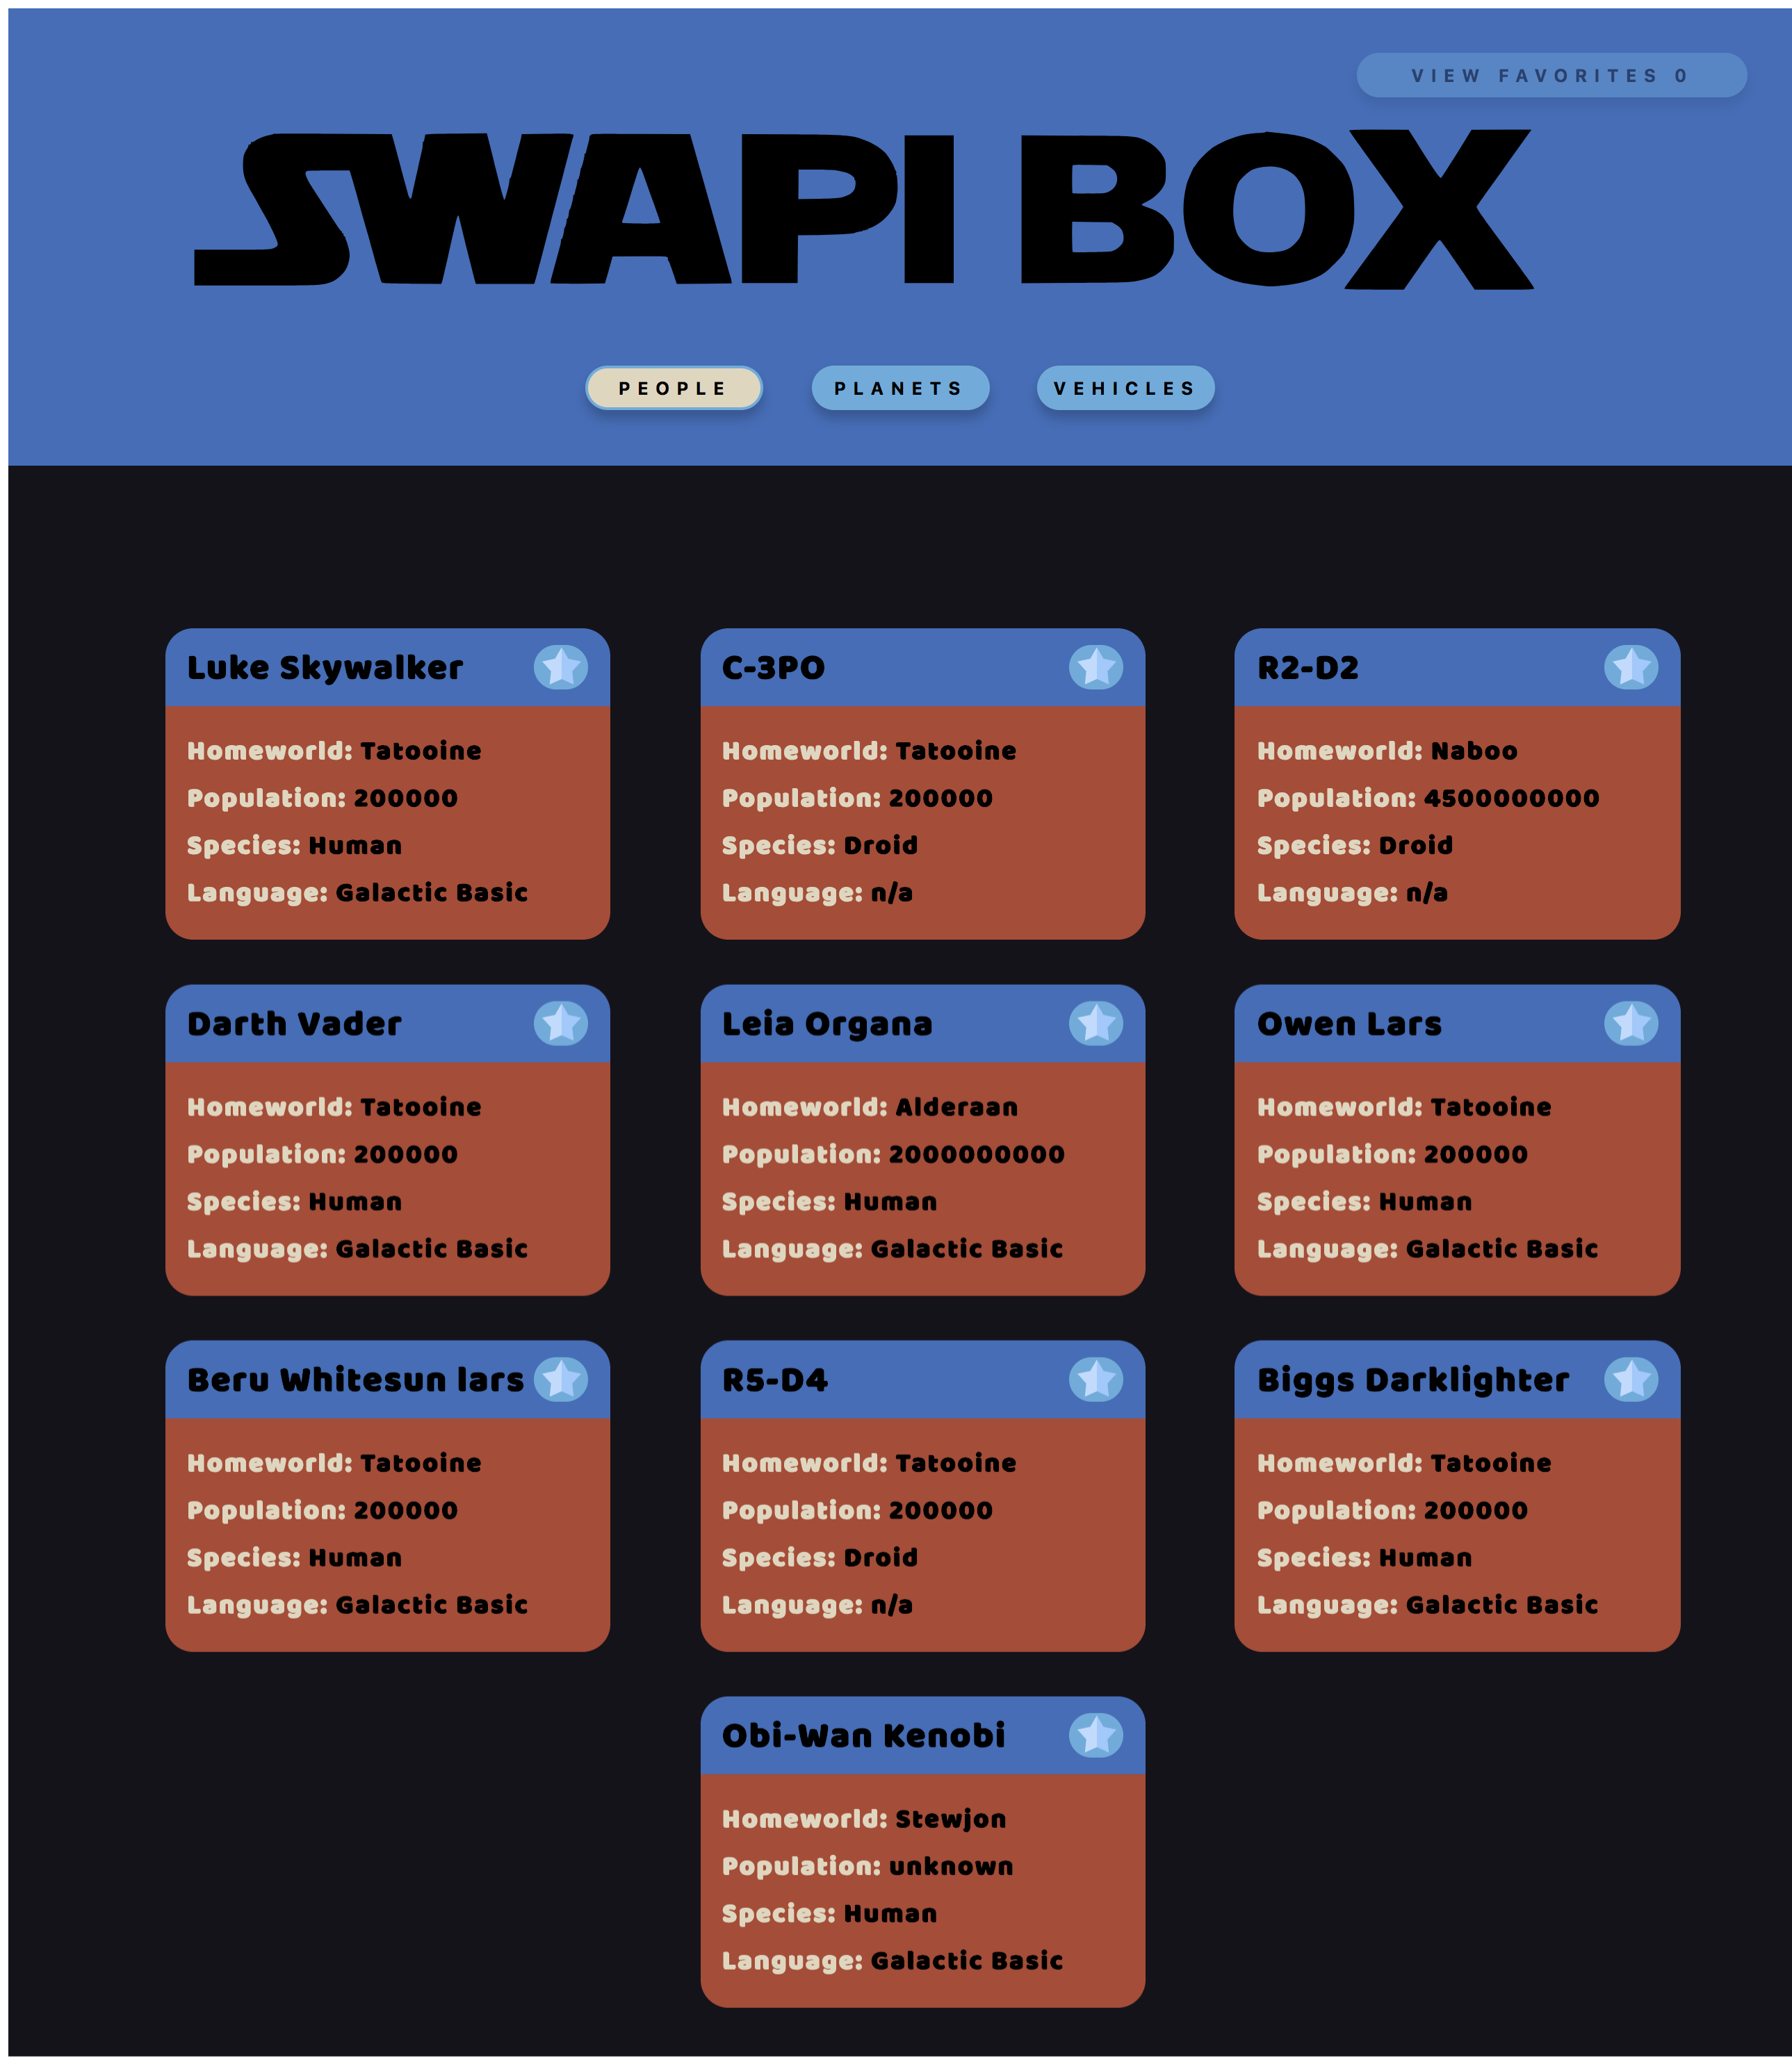 VIEW FAVORITES 0
SWAPI BOX
PEOPLE
PLANETS
VEHICLES
Luke Skywalker
Homeworld: Tatooine
Population: 200000
Species: Human
Language: Galactic Basic
C-3PO
Homeworld: Tatooine
Population: 200000
Species: Droid
Language: n/a
R2-D2
Homeworld: Naboo
Population: 4500000000
Species: Droid
Language: n/a
Darth Vader
Homeworld: Tatooine
Population: 200000
Species: Human
Language: Galactic Basic
Leia Organa
Homeworld: Alderaan
Population: 2000000000
Species: Human
Language: Galactic Basic
Owen Lars
Homeworld: Tatooine
Population: 200000
Species: Human
Language: Galactic Basic
Beru Whitesun lars
Homeworld: Tatooine
Population: 200000
Species: Human
Language: Galactic Basic
R5-D4
Homeworld: Tatooine
Population: 200000
Species: Droid
Language: n/a
Biggs Darklighter
Homeworld: Tatooine
Population: 200000
Species: Human
Language: Galactic Basic
Obi-Wan Kenobi
Homeworld: Stewjon
Population: unknown
Species: Human
Language: Galactic Basic